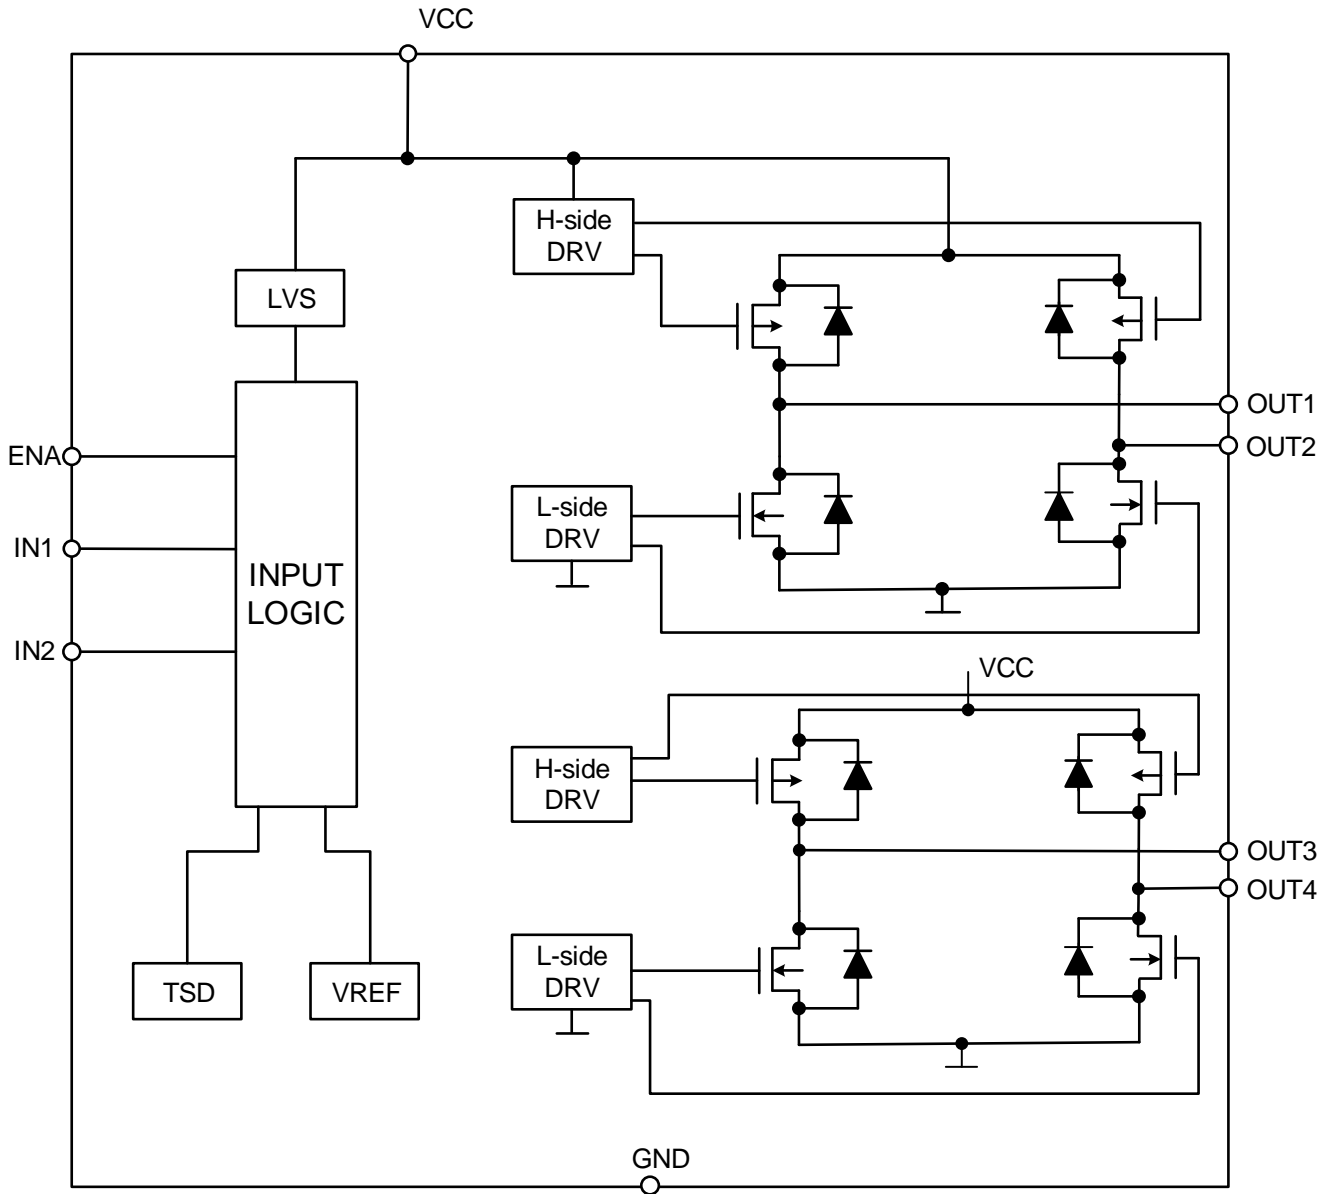 VCC
H-side
DRV
LVS
OUT1
ENA
OUT2
L-side
DRV
IN1
INPUT
LOGIC
IN2
VCC
H-side
DRV
OUT3
OUT4
L-side
DRV
TSD
VREF
GND